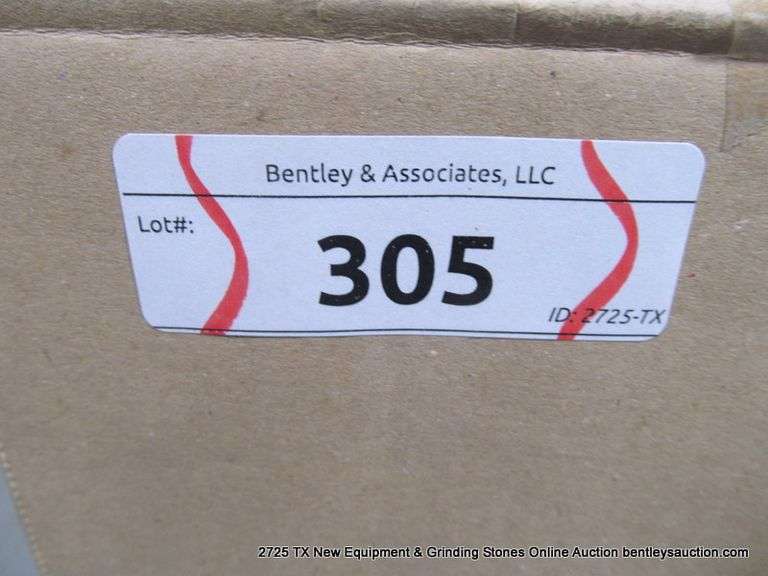 Bentley & Associates, LLC
Lot#:
305
ID: 2725-TX
2725 TX New Equipment & Grinding Stones Online Auction bentleysauction.com